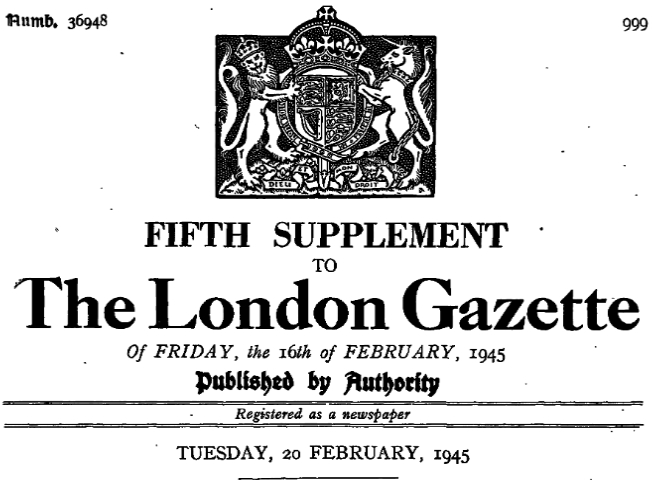 Numb. 36948
999
DIEU ET MON DROIT
FIFTH SUPPLEMENT
TO
The London Gazette
Of FRIDAY, the 16th of FEBRUARY, 1945
Published by Authority
Registered as a newspaper
TUESDAY, 20 FEBRUARY, 1945